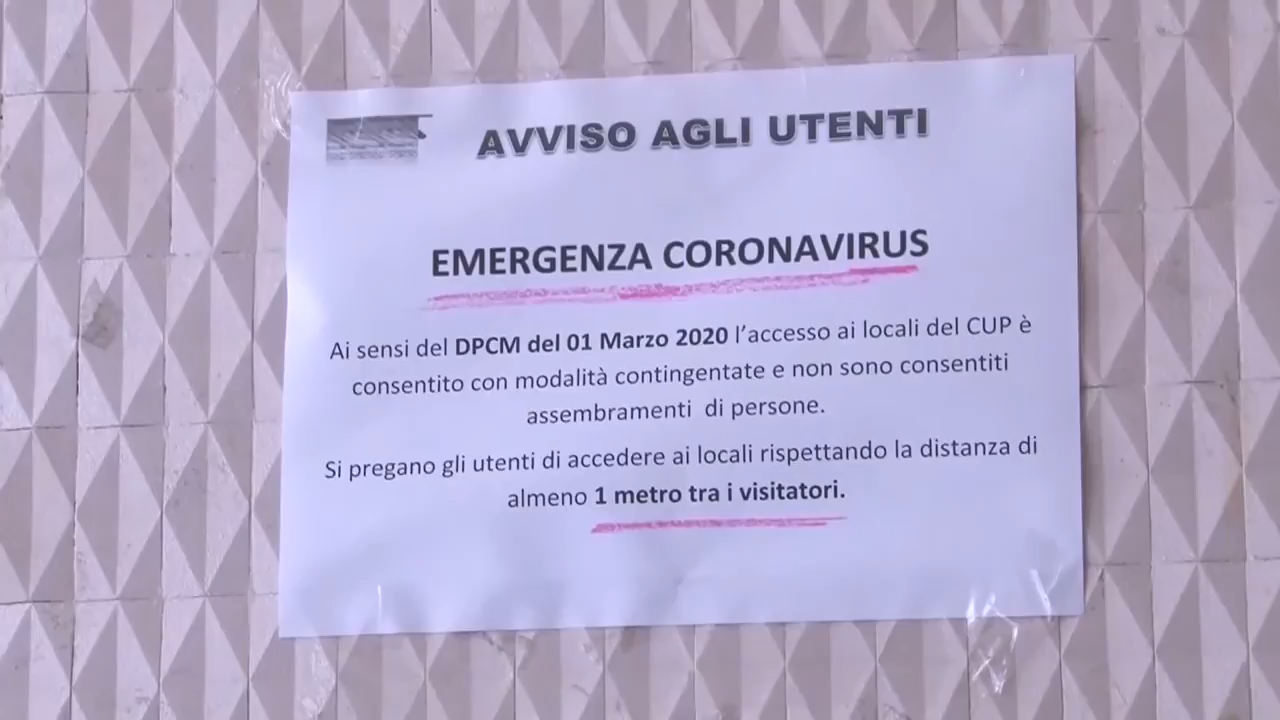 AVVISO AGLI UTENTI
EMERGENZA CORONAVIRUS
Ai sensi del DPCM del 01 Marzo 2020 l'accesso ai locali del CUP è
consentito con modalità contingentate e non sono consentiti
assembramenti di persone.
Si pregano gli utenti di accedere ai locali rispettando la distanza di
almeno 1 metro tra i visitatori.